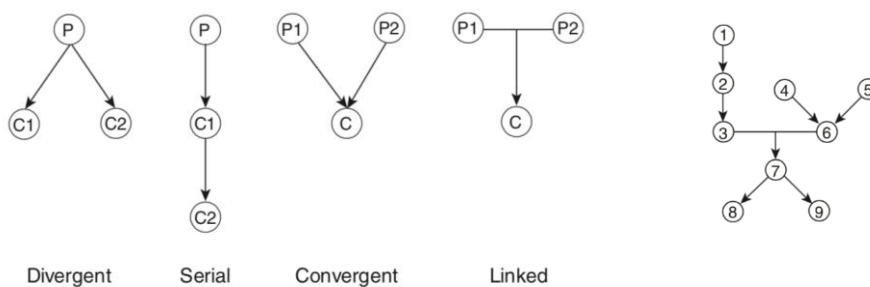 P P P1 P2 P1 P2
1
2 4 5
3 6
C1 C2 C1 C C
7
8 9
C2
Divergent Serial Convergent Linked